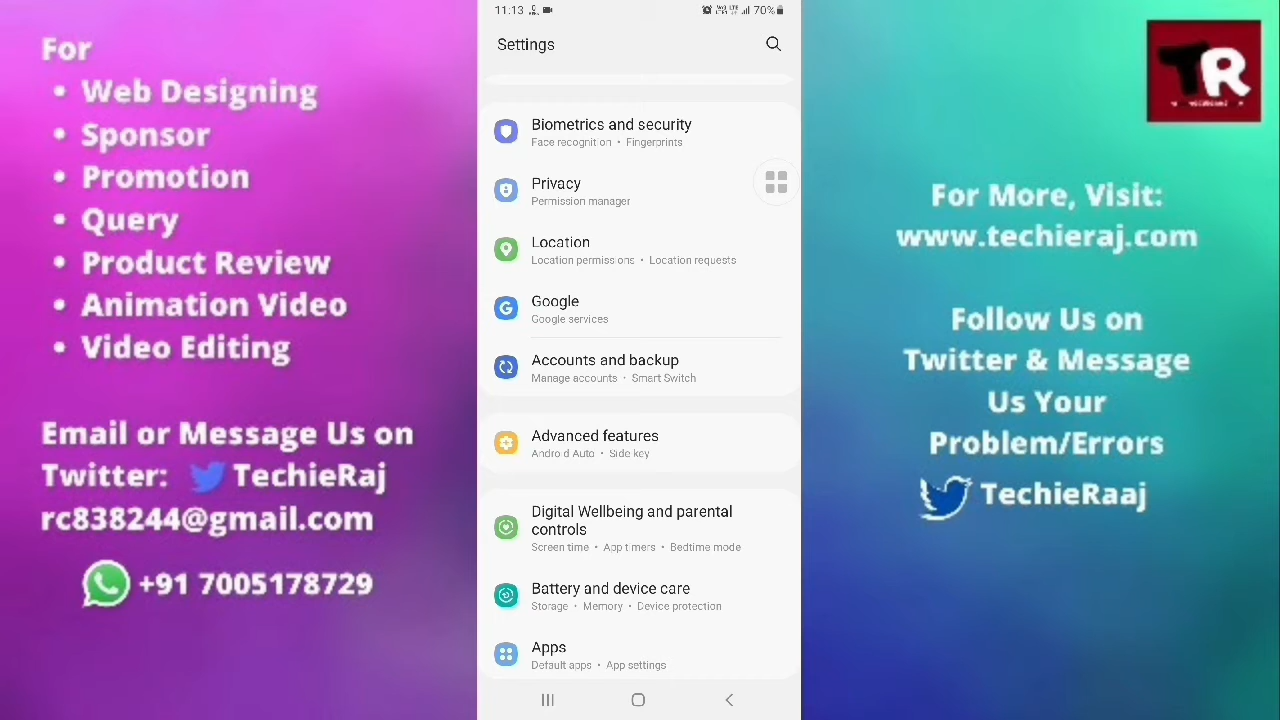 For
• Web Designing
• Sponsor
• Promotion
• Query
• Product Review
• Animation Video
• Video Editing
Email or Message Us on
Twitter: TechieRaj
rc838244@gmail.com
+91 7005178729
11:13
70%
Settings
Biometrics and security
Face recognition • Fingerprints
Privacy
Permission manager
Location
Location permissions • Location requests
Google
Google services
Accounts and backup
Manage accounts • Smart Switch
Advanced features
Android Auto • Side key
Digital Wellbeing and parental
controls
Screen time • App timers • Bedtime mode
Battery and device care
Storage • Memory • Device protection
Apps
Default apps • App settings
TR
For More, Visit:
www.techieraj.com
Follow Us on
Twitter & Message
Us Your
Problem/Errors
TechieRaaj